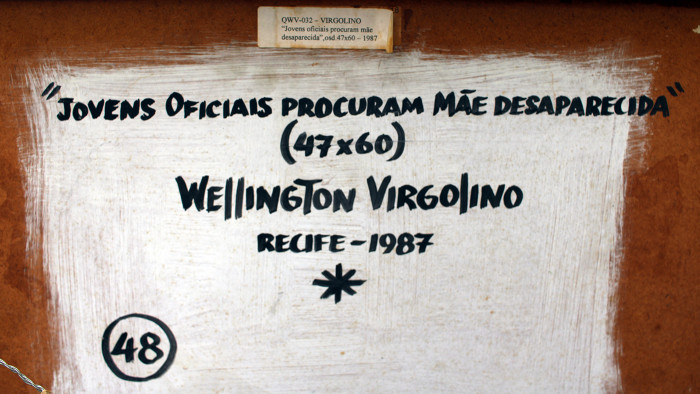 QWV-032 – VIRGOLINO
"Jovens oficiais procuram mãe
desaparecida", osd 47x60 – 1987
"JOVENS OFICIAIS PROCURAM MÃE DESAPARECIDA"
(47x60)
WELLINGTON VIRGOLINO
RECIFE - 1987
48